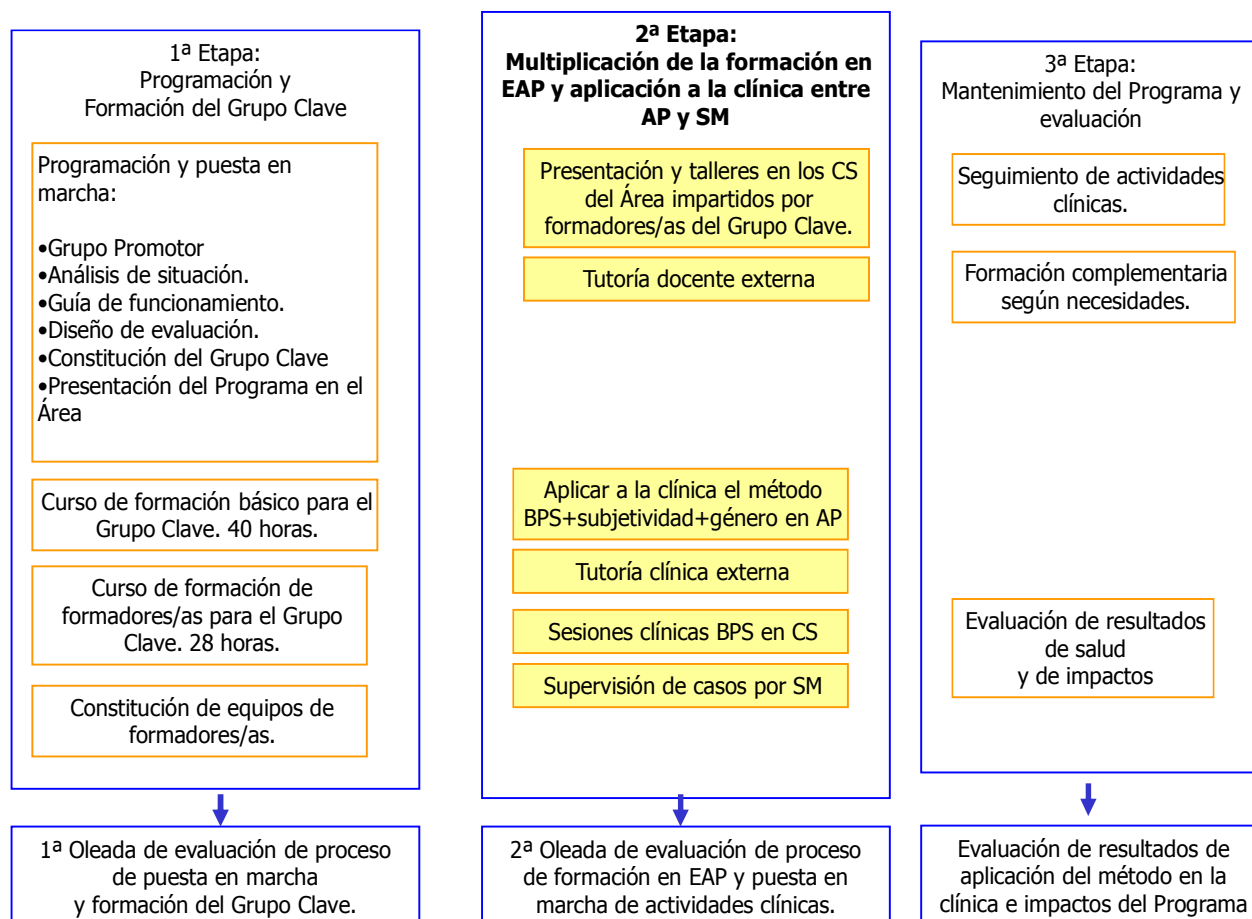 1ª Etapa:
Programación y
Formación del Grupo Clave
Programación y puesta en
marcha:
•Grupo Promotor
•Análisis de situación.
•Guía de funcionamiento.
•Diseño de evaluación.
•Constitución del Grupo Clave
•Presentación del Programa en el
Área
Curso de formación básico para el
Grupo Clave. 40 horas.
Curso de formación de
formadores/as para el Grupo
Clave. 28 horas.
Constitución de equipos de
formadores/as.
1ª Oleada de evaluación de proceso
de puesta en marcha
y formación del Grupo Clave.
2ª Etapa:
Multiplicación de la formación en
EAP y aplicación a la clínica entre
AP y SM
Presentación y talleres en los CS
del Área impartidos por
formadores/as del Grupo Clave.
Tutoría docente externa
Aplicar a la clínica el método
BPS+subjetividad+género en AP
Tutoría clínica externa
Sesiones clínicas BPS en CS
Supervisión de casos por SM
2ª Oleada de evaluación de proceso
de formación en EAP y puesta en
marcha de actividades clínicas.
3ª Etapa:
Mantenimiento del Programa y
evaluación
Seguimiento de actividades
clínicas.
Formación complementaria
según necesidades.
Evaluación de resultados
de salud
y de impactos
Evaluación de resultados de
aplicación del método en la
clínica e impactos del Programa